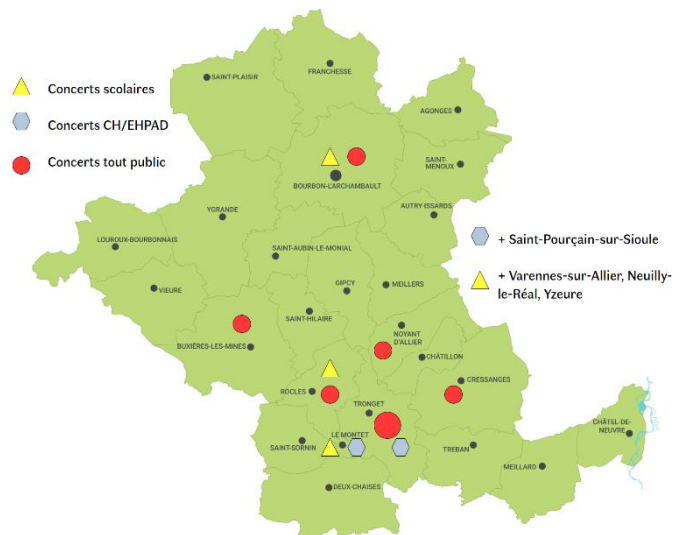 SAINT-PLAISIR
FRANCHESSE
Concerts scolaires
Concerts CH/EHPAD
Concerts tout public
AGONGES
SAINT-
MENOUX
BOURBON-L'ARCHAMBAULT
AUTRY-ISSARDS
YGRANDE
LOUROUX-BOURBONNAIS
SAINT-AUBIN-LE-MONIAL
+ Saint-Pourçain-sur-Sioule
+ Varennes-sur-Allier, Neuilly-
le-Réal, Yzeure
VIEURE
GIPCY
MEILLERS
SAINT-HILAIRE
NOYANT
D'ALLIER
BUXIÈRES-LES-MINES
CHÂTILLON
CRESSANGES
ROCLES
TRONGET
CHÂTEL-DE-
NEUVRE
SAINT-SORNIN
LE MONTET
TREBAN
MEILLARD
DEUX-CHAISES